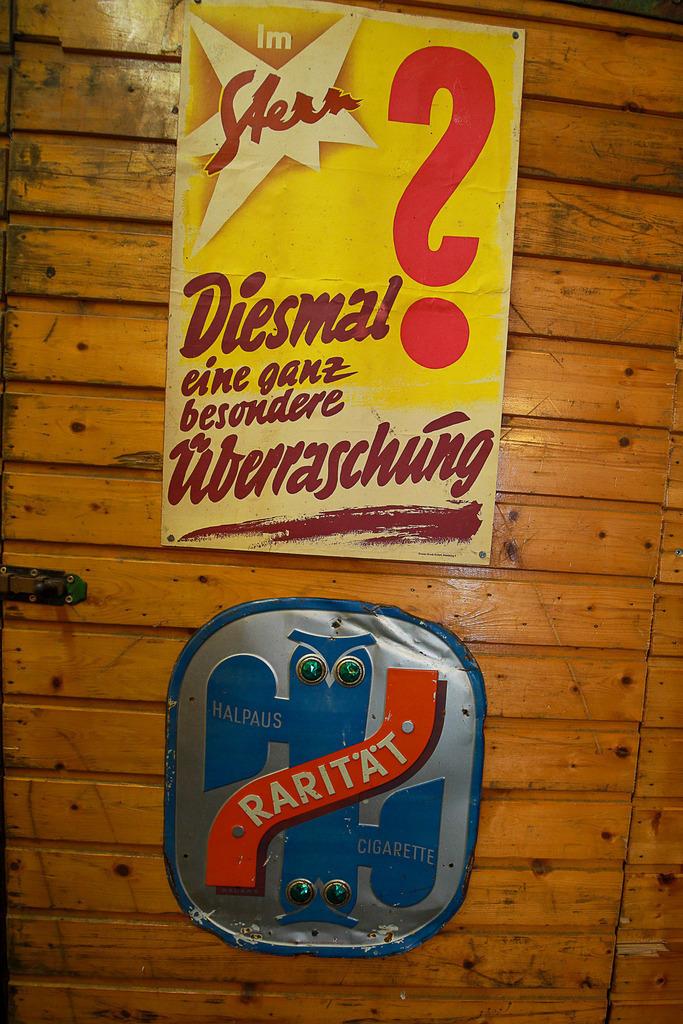 Im
Stern
?
Diesmal
eine ganz
besondere
Überraschung
HALPAUS
RARITÄT
CIGARETTE